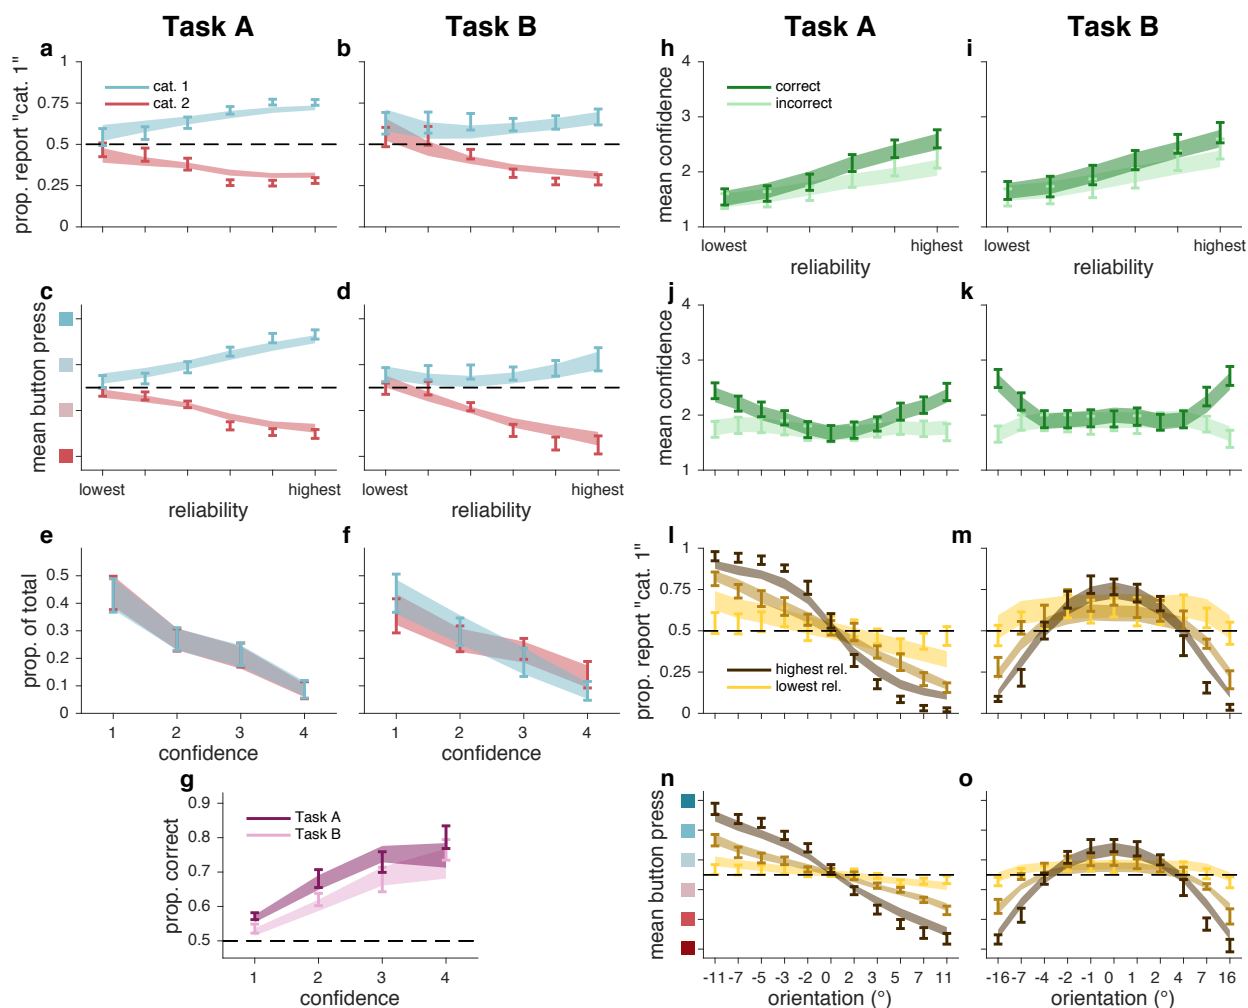 Task A
Task B
Task A
Task B
a
b
h
i
prop. report "cat. 1"
1
0.75
0.5
0.25
0
cat. 1
cat. 2
mean confidence
4
3
2
1
correct
incorrect
lowest
highest
reliability
lowest
highest
reliability
c
d
j
k
mean button press
lowest
highest
reliability
lowest
highest
reliability
mean confidence
4
3
2
1
e
f
l
m
prop. of total
0.5
0.4
0.3
0.2
0.1
0
1
2
3
4
confidence
1
2
3
4
confidence
prop. report "cat. 1"
1
0.75
0.5
0.25
0
highest rel.
lowest rel.
g
n
o
prop. correct
0.9
0.8
0.7
0.6
0.5
Task A
Task B
1
2
3
4
confidence
mean button press
-11 -7 -5 -3 0 2 3 5 7 11
orientation (°)
-16 -7 -4 -2 -1 0 1 2 4 7 16
orientation (°)